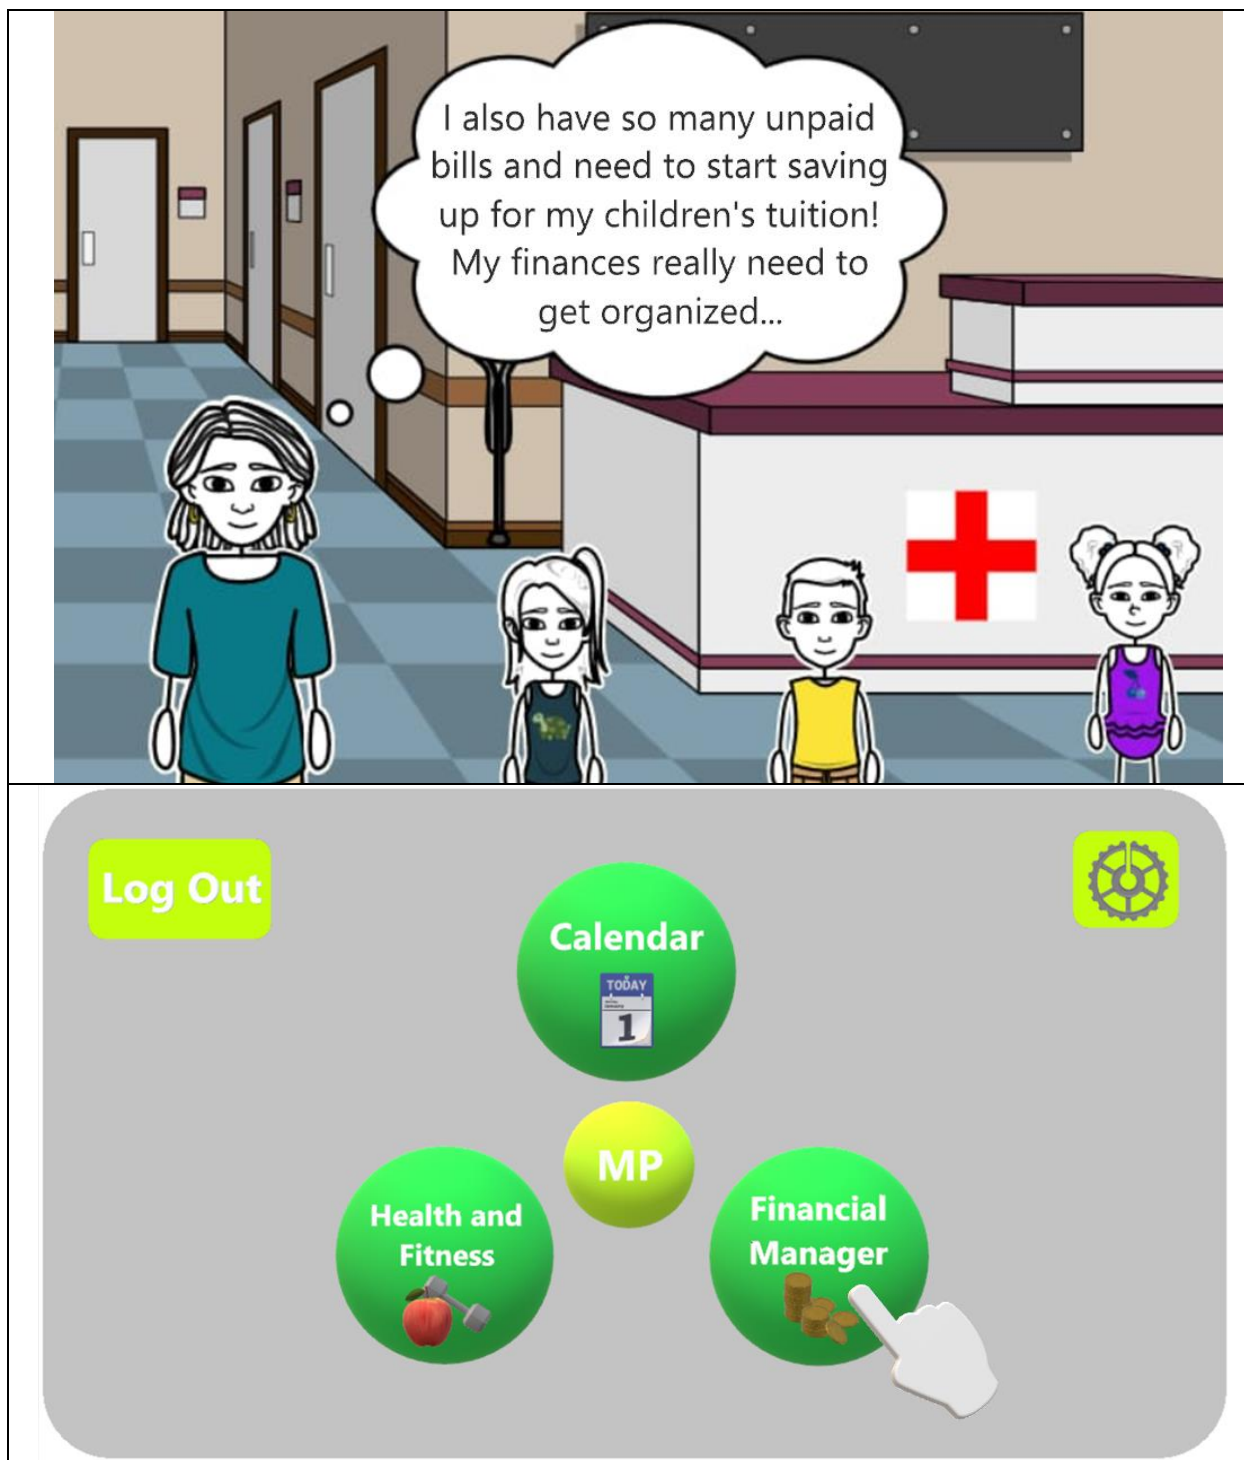 I also have so many unpaid
bills and need to start saving
up for my children's tuition!
My finances really need to
get organized...
Log Out
Calendar
TODAY
1
MP
Health and
Fitness
Financial
Manager